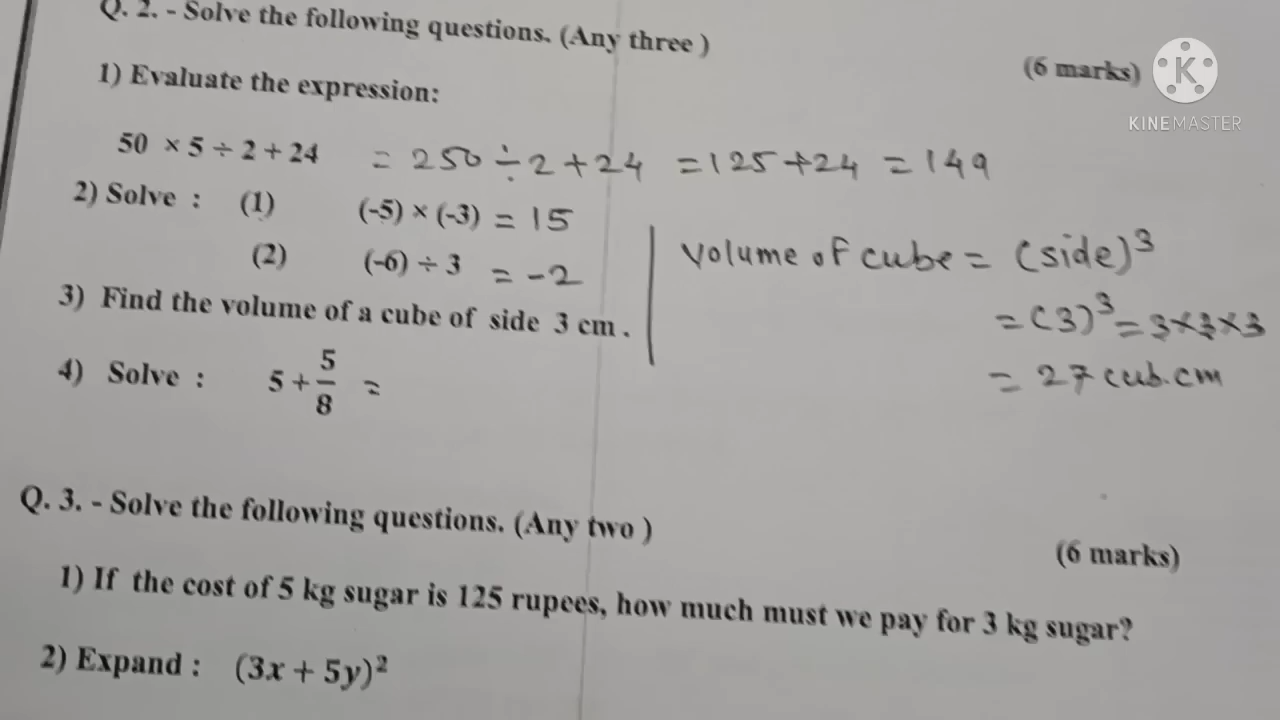 Q. 2. - Solve the following questions. (Any three )
(6 marks)
K
KINEMASTER
1) Evaluate the expression:
50 × 5 ÷ 2 + 24 = 250 ÷ 2 + 24 = 125 + 24 = 149
2) Solve : (1) (-5) × (-3) = 15
(2) (-6) ÷ 3 = -2
3) Find the volume of a cube of side 3 cm .
volume of cube = (side)³
= (3)³ = 3×3×3
= 27 cub.cm
4) Solve : 5 + 5/8 =
Q. 3. - Solve the following questions. (Any two )
(6 marks)
1) If the cost of 5 kg sugar is 125 rupees, how much must we pay for 3 kg sugar?
2) Expand : (3x + 5y)²